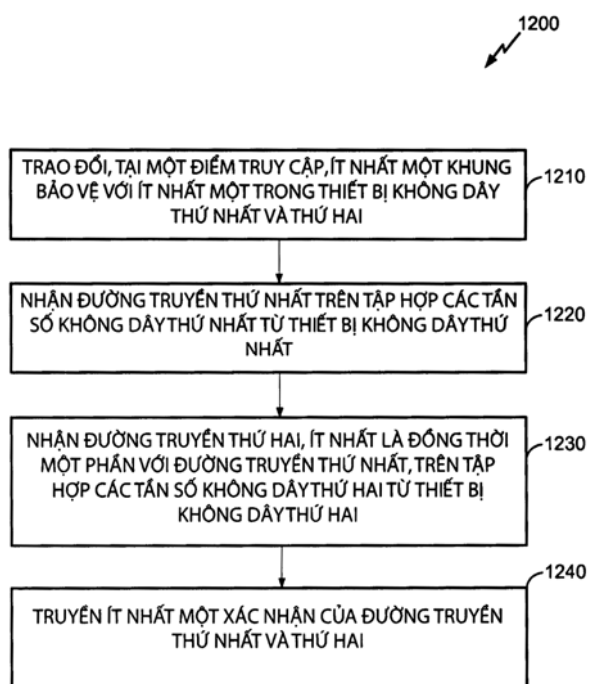 1200
TRAO ĐỔI, TẠI MỘT ĐIỂM TRUY CẬP, ÍT NHẤT MỘT KHUNG
BẢO VỆ VỚI ÍT NHẤT MỘT TRONG THIẾT BỊ KHÔNG DÂY
THỨ NHẤT VÀ THỨ HAI
1210
NHẬN ĐƯỜNG TRUYỀN THỨ NHẤT TRÊN TẬP HỢP CÁC TẦN
SỐ KHÔNG DÂY THỨ NHẤT TỪ THIẾT BỊ KHÔNG DÂY THỨ
NHẤT
1220
NHẬN ĐƯỜNG TRUYỀN THỨ HAI, ÍT NHẤT LÀ ĐỒNG THỜI
MỘT PHẦN VỚI ĐƯỜNG TRUYỀN THỨ NHẤT, TRÊN TẬP
HỢP CÁC TẦN SỐ KHÔNG DÂY THỨ HAI TỪ THIẾT BỊ
KHÔNG DÂY THỨ HAI
1230
TRUYỀN ÍT NHẤT MỘT XÁC NHẬN CỦA ĐƯỜNG TRUYỀN
THỨ NHẤT VÀ THỨ HAI
1240